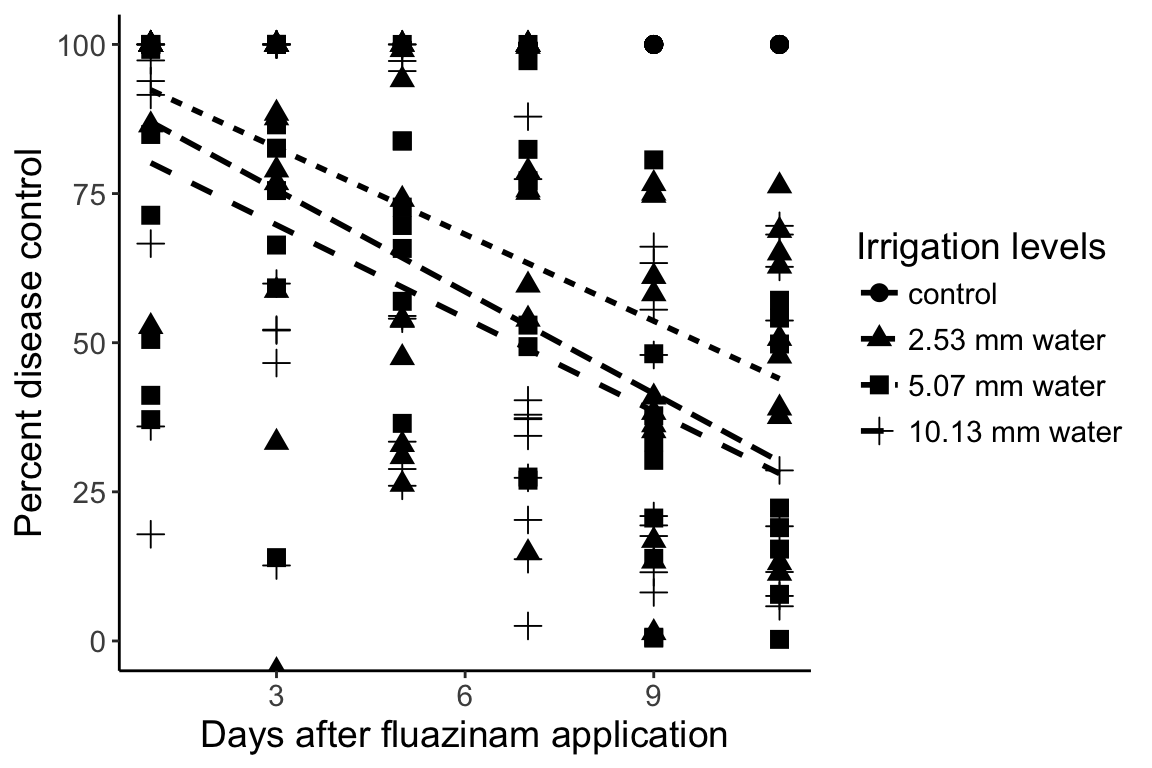 Percent disease control
100
75
50
25
0
3 6 9
Days after fluazinam application
Irrigation levels
control
2.53 mm water
5.07 mm water
10.13 mm water